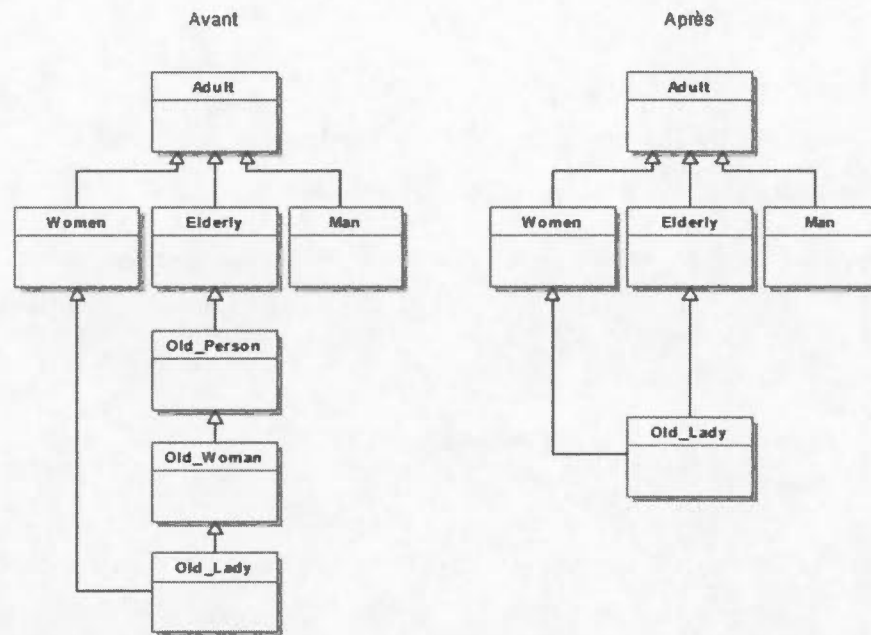 Avant
Adult
Women
Elderly
Man
Old_Person
Old_Woman
Old_Lady
Après
Adult
Women
Elderly
Man
Old_Lady